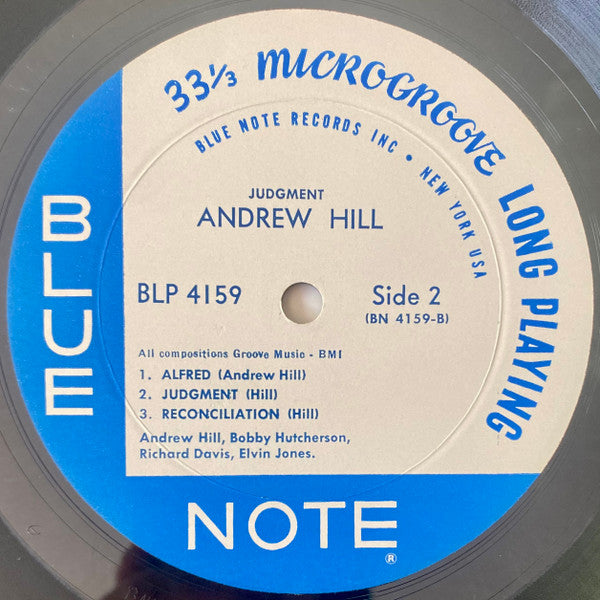 33⅓ MICROGROOVE LONG PLAYING
BLUE NOTE RECORDS INC • NEW YORK USA
JUDGMENT
ANDREW HILL
BLP 4159
Side 2
(BN 4159-B)
All compositions Groove Music - BMI
1. ALFRED (Andrew Hill)
2. JUDGMENT (Hill)
3. RECONCILIATION (Hill)
Andrew Hill, Bobby Hutcherson,
Richard Davis, Elvin Jones.
BLUE
NOTE®